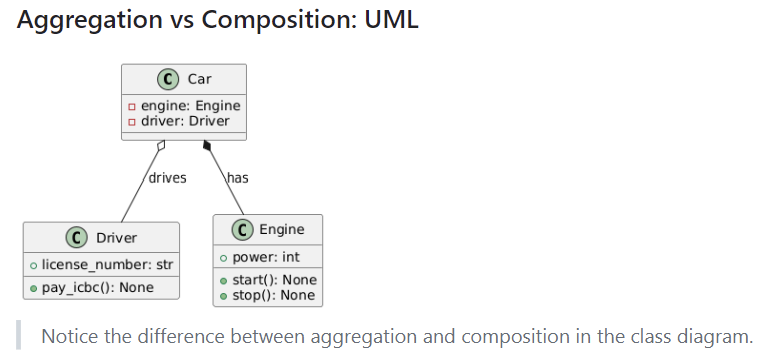 Aggregation vs Composition: UML
C Car
engine: Engine
driver: Driver
drives
has
C Driver
license_number: str
pay_icbc(): None
C Engine
power: int
start(): None
stop(): None
Notice the difference between aggregation and composition in the class diagram.